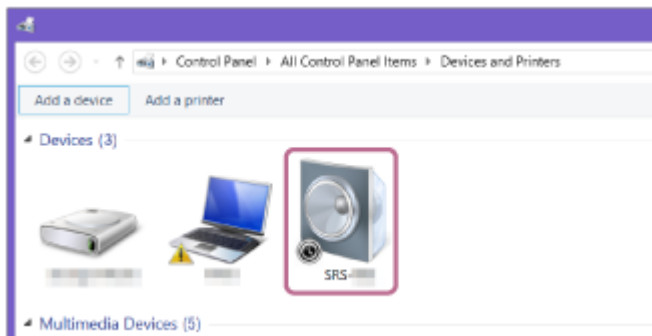 Control Panel All Control Panel Items Devices and Printers
Add a device Add a printer
Devices (3)
SRS-
Multimedia Devices (5)